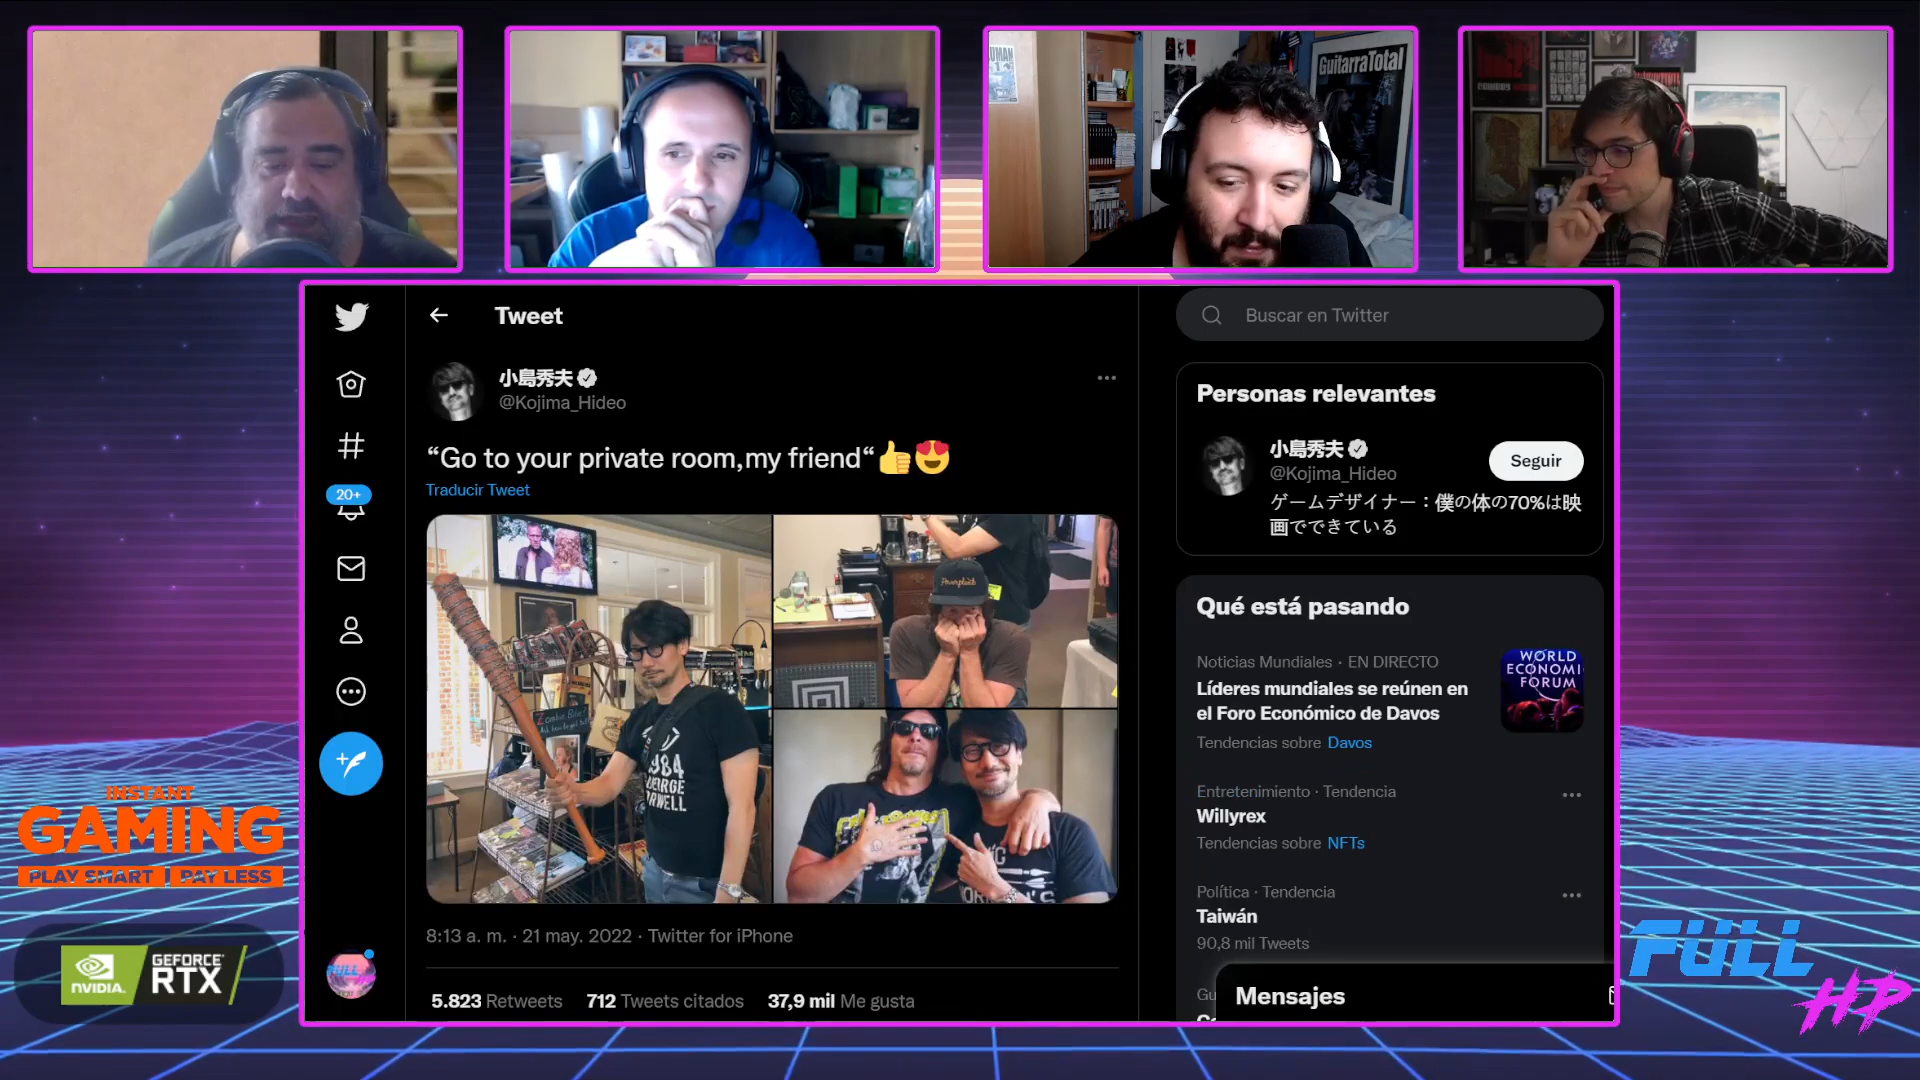 GuitarraTotal
Tweet
小島秀夫
@Kojima_Hideo
“Go to your private room,my friend“👍😍
Traducir Tweet
20+
1984
GEORGE
ORWELL
8:13 a. m. · 21 may. 2022 · Twitter for iPhone
5.823 Retweets 712 Tweets citados 37,9 mil Me gusta
Buscar en Twitter
Personas relevantes
小島秀夫
@Kojima_Hideo
Seguir
ゲームデザイナー：僕の体の70%は映
画でできている
Qué está pasando
Noticias Mundiales · EN DIRECTO
Líderes mundiales se reúnen en
el Foro Económico de Davos
Tendencias sobre Davos
WORLD
ECONOMI
FORUM
Entretenimiento · Tendencia
Willyrex
Tendencias sobre NFTs
Política · Tendencia
Taiwán
90,8 mil Tweets
Mensajes
INSTANT
GAMING
PLAY SMART | PAY LESS
NVIDIA.
GEFORCE
RTX
FULL
HP